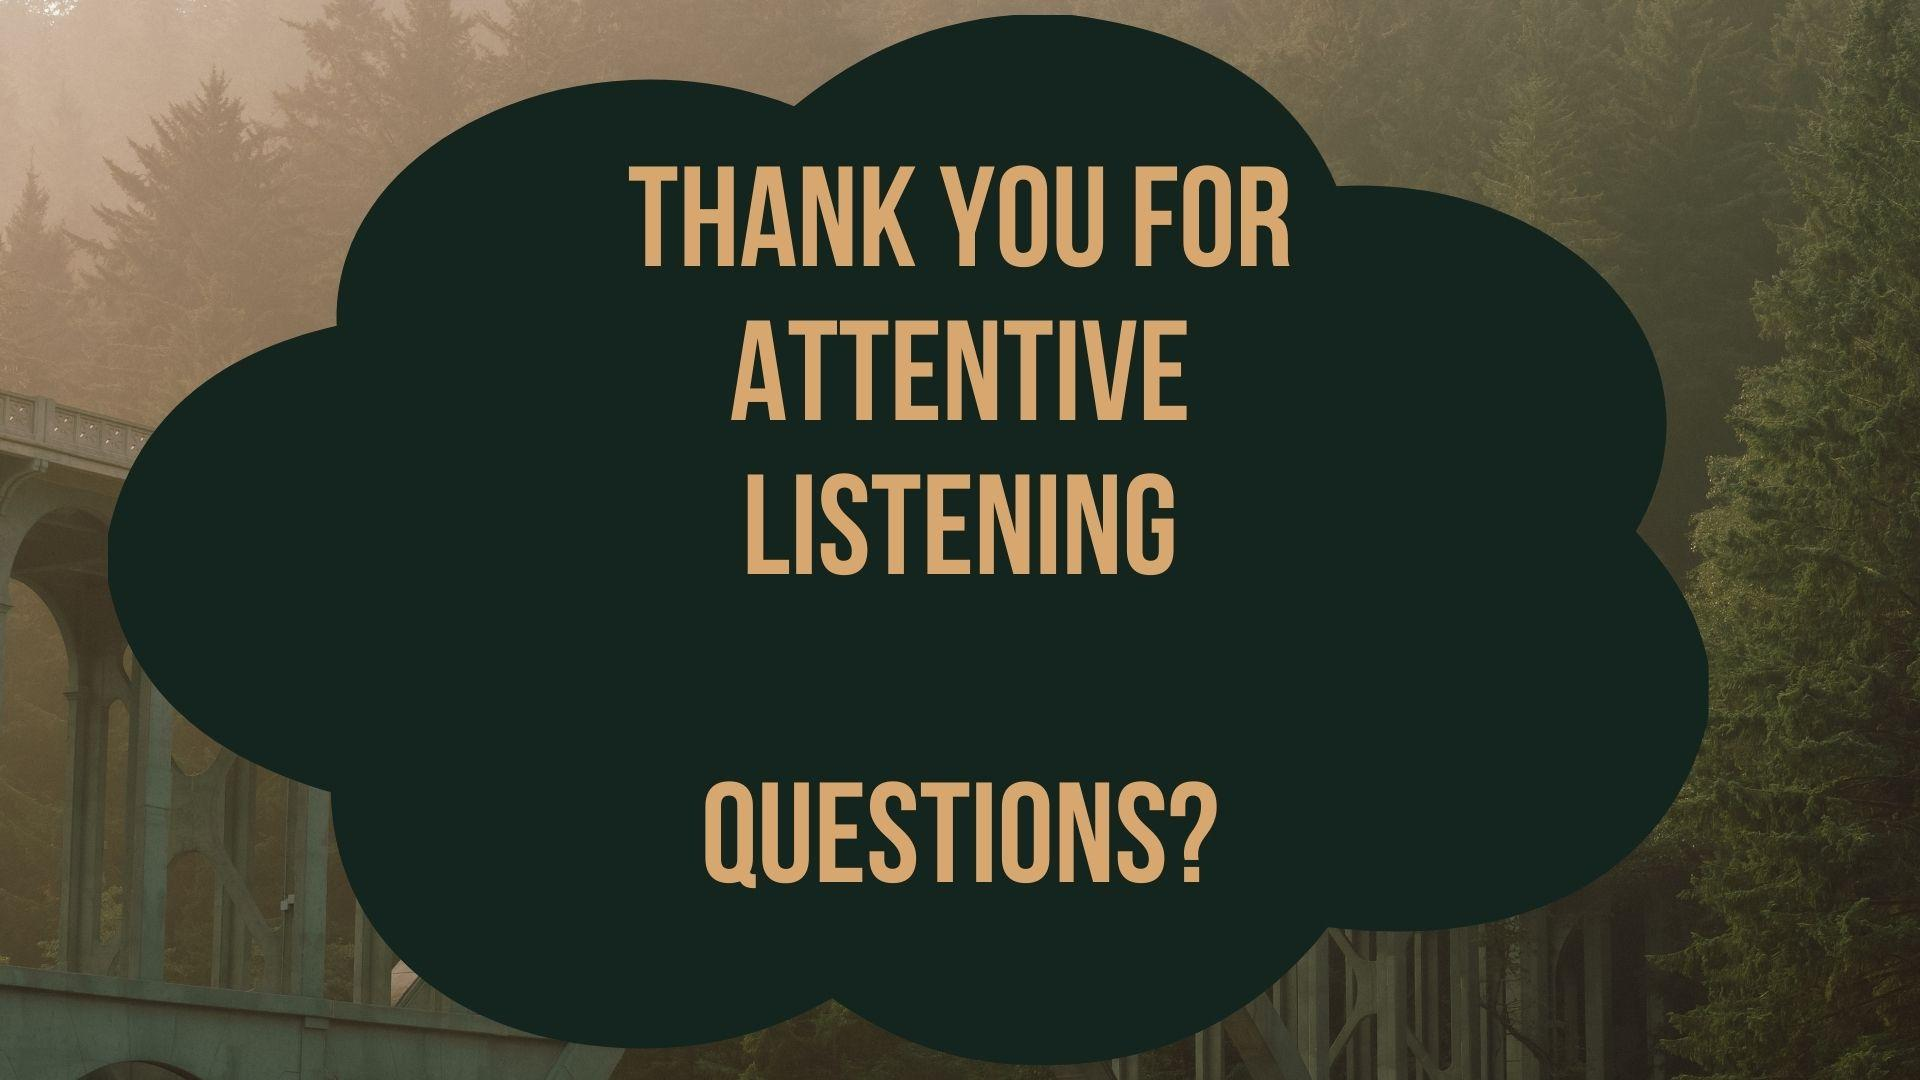 THANK YOU FOR
ATTENTIVE
LISTENING
QUESTIONS?